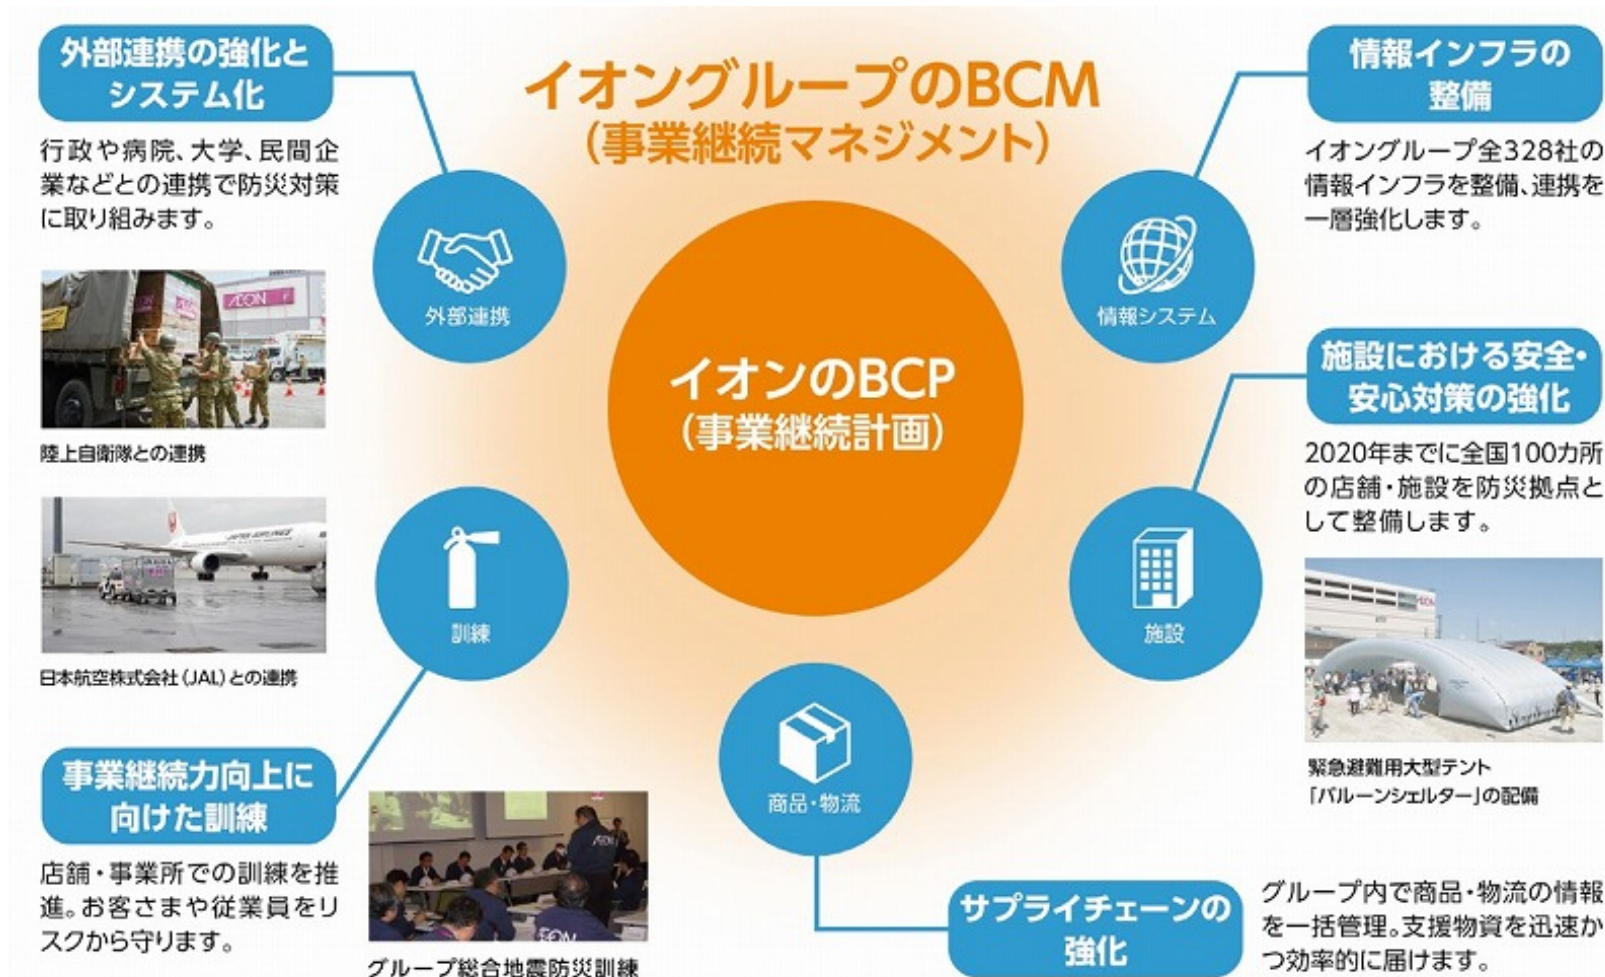 イオングループのBCM
（事業継続マネジメント）
イオンのBCP
（事業継続計画）
外部連携の強化と
システム化
行政や病院、大学、民間企
業などとの連携で防災対策
に取り組みます。
外部連携
ÆON
陸上自衛隊との連携
JAPAN AIRLINES
日本航空株式会社（JAL）との連携
訓練
事業継続力向上に
向けた訓練
店舗・事業所での訓練を推
進。お客さまや従業員をリ
スクから守ります。
ÆON
ÆON
グループ総合地震防災訓練
商品・物流
サプライチェーンの
強化
グループ内で商品・物流の情報
を一括管理。支援物資を迅速か
つ効率的に届けます。
情報インフラの
整備
イオングループ全328社の
情報インフラを整備、連携を
一層強化します。
情報システム
施設における安全・
安心対策の強化
2020年までに全国100カ所
の店舗・施設を防災拠点と
して整備します。
施設
ÆON
緊急避難用大型テント
「バルーンシェルター」の配備